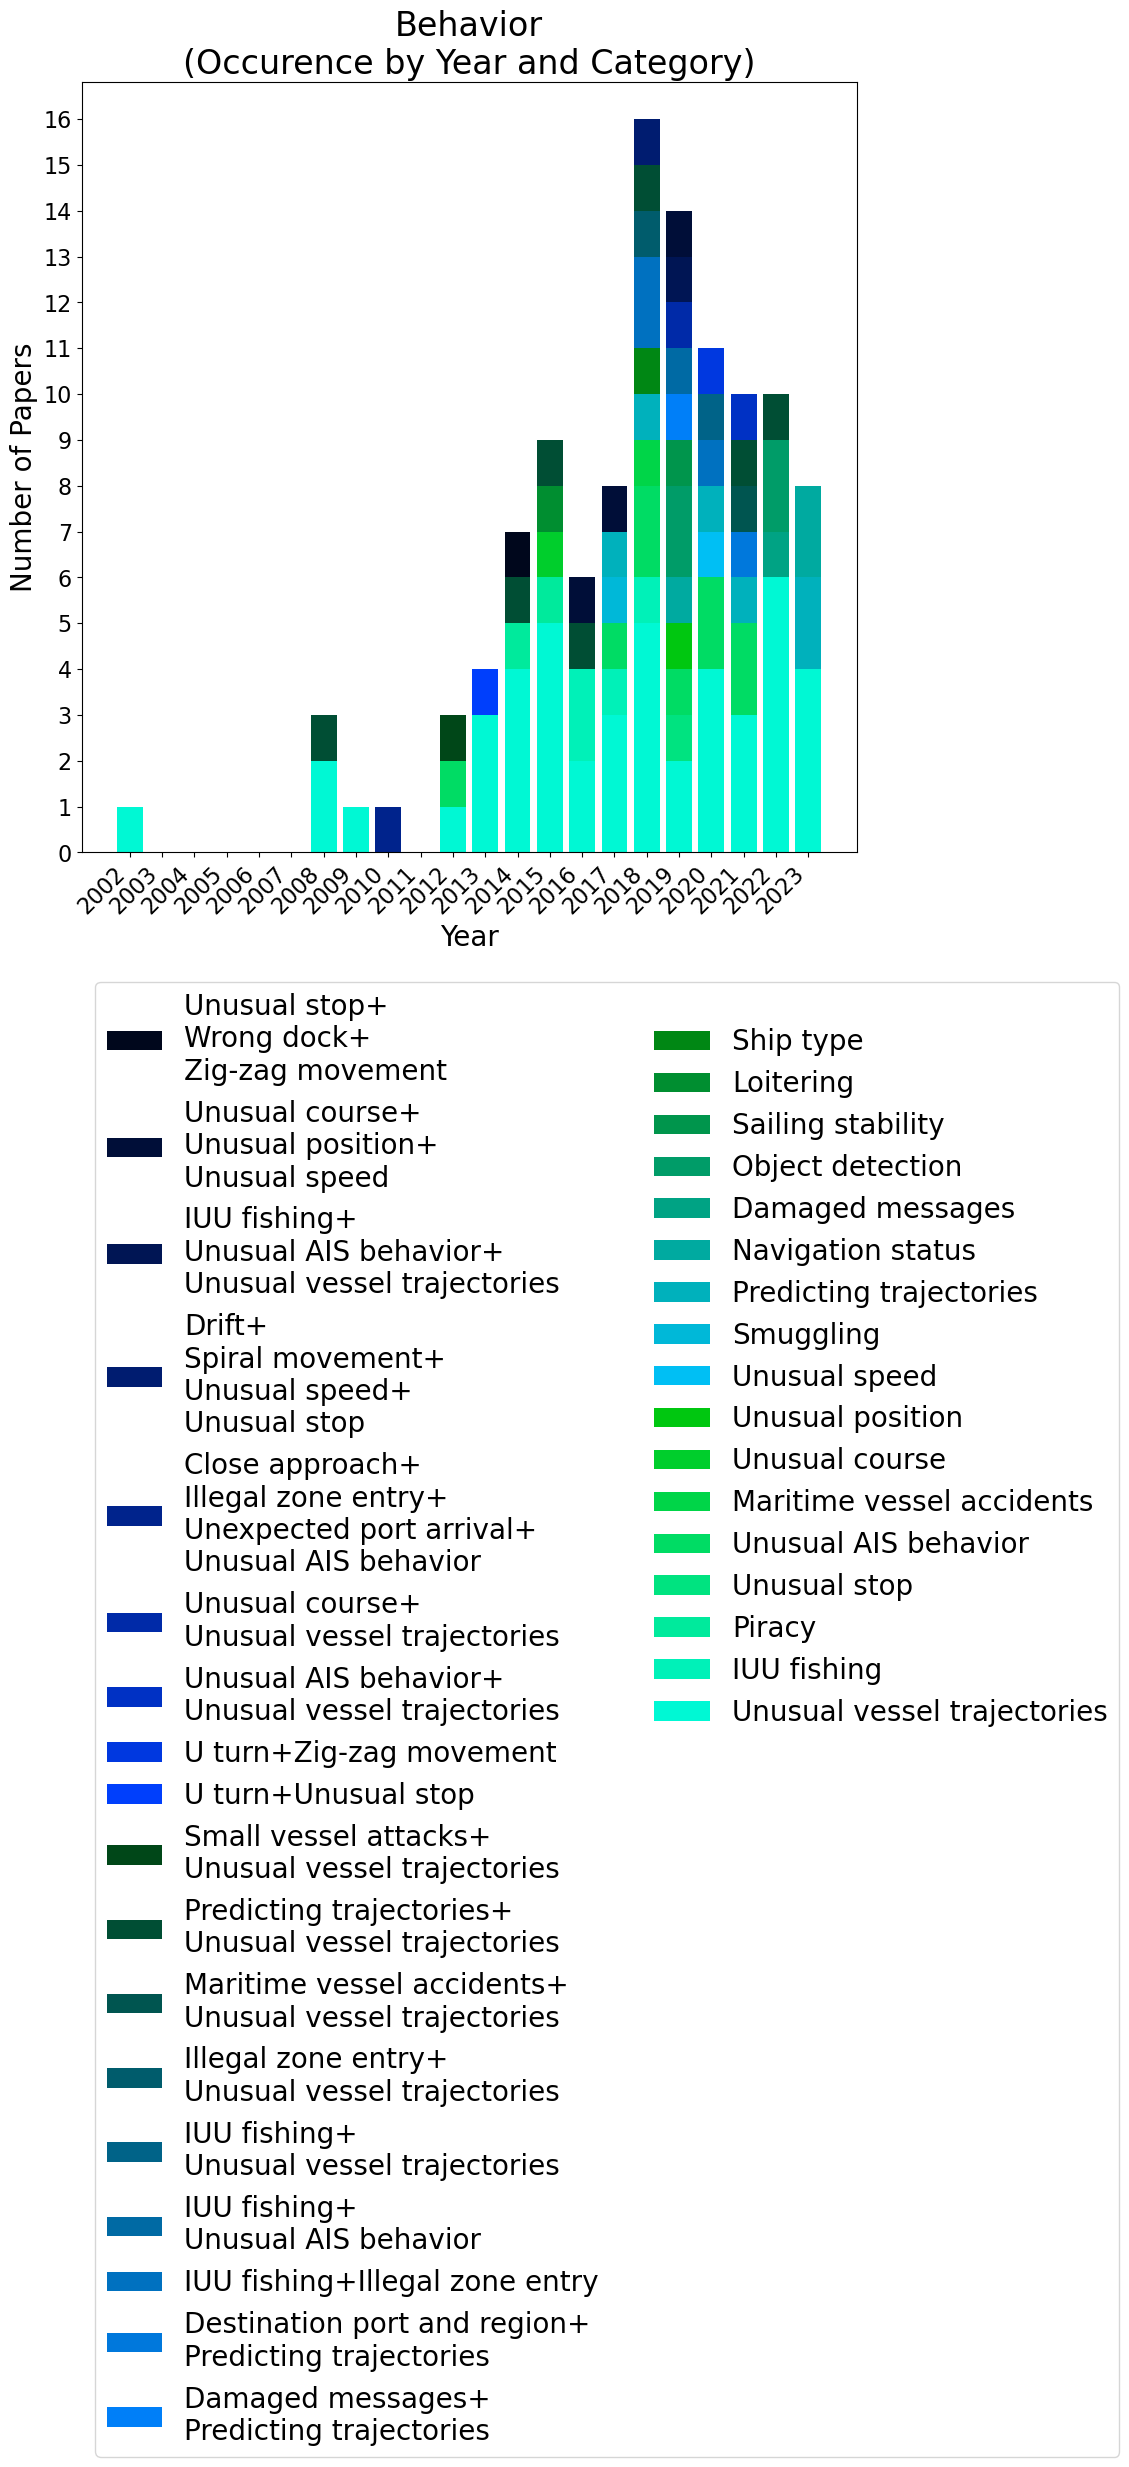 Behavior
(Occurence by Year and Category)
Number of Papers
16
15
14
13
12
11
10
9
8
7
6
5
4
3
2
1
0
2002
2003
2004
2005
2006
2007
2008
2009
2010
2011
2012
2013
2014
2015
2016
2017
2018
2019
2020
2021
2022
2023
Year
Unusual stop+
Wrong dock+
Zig-zag movement
Unusual course+
Unusual position+
Unusual speed
IUU fishing+
Unusual AIS behavior+
Unusual vessel trajectories
Drift+
Spiral movement+
Unusual speed+
Unusual stop
Close approach+
Illegal zone entry+
Unexpected port arrival+
Unusual AIS behavior
Unusual course+
Unusual vessel trajectories
Unusual AIS behavior+
Unusual vessel trajectories
U turn+Zig-zag movement
U turn+Unusual stop
Small vessel attacks+
Unusual vessel trajectories
Predicting trajectories+
Unusual vessel trajectories
Maritime vessel accidents+
Unusual vessel trajectories
Illegal zone entry+
Unusual vessel trajectories
IUU fishing+
Unusual vessel trajectories
IUU fishing+
Unusual AIS behavior
IUU fishing+Illegal zone entry
Destination port and region+
Predicting trajectories
Damaged messages+
Predicting trajectories
Ship type
Loitering
Sailing stability
Object detection
Damaged messages
Navigation status
Predicting trajectories
Smuggling
Unusual speed
Unusual position
Unusual course
Maritime vessel accidents
Unusual AIS behavior
Unusual stop
Piracy
IUU fishing
Unusual vessel trajectories